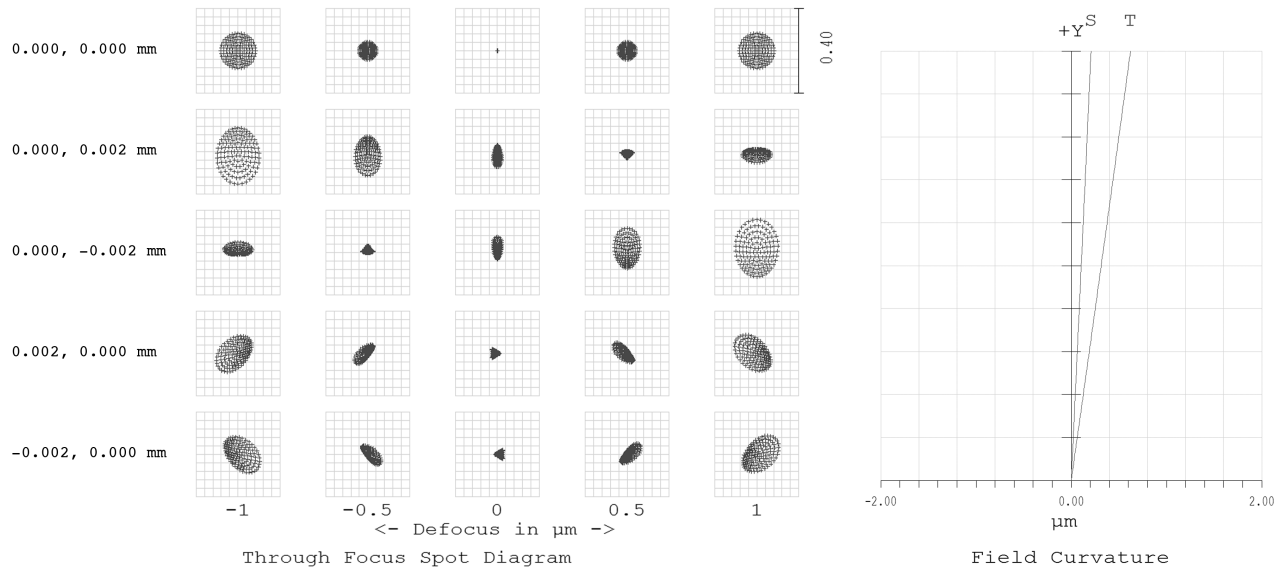 0.000, 0.000 mm
0.40
0.000, 0.002 mm
0.000, -0.002 mm
0.002, 0.000 mm
-0.002, 0.000 mm
-1 -0.5 0 0.5 1
<- Defocus in µm ->
Through Focus Spot Diagram
+Y S T
-2.00 0.00 2.00
µm
Field Curvature